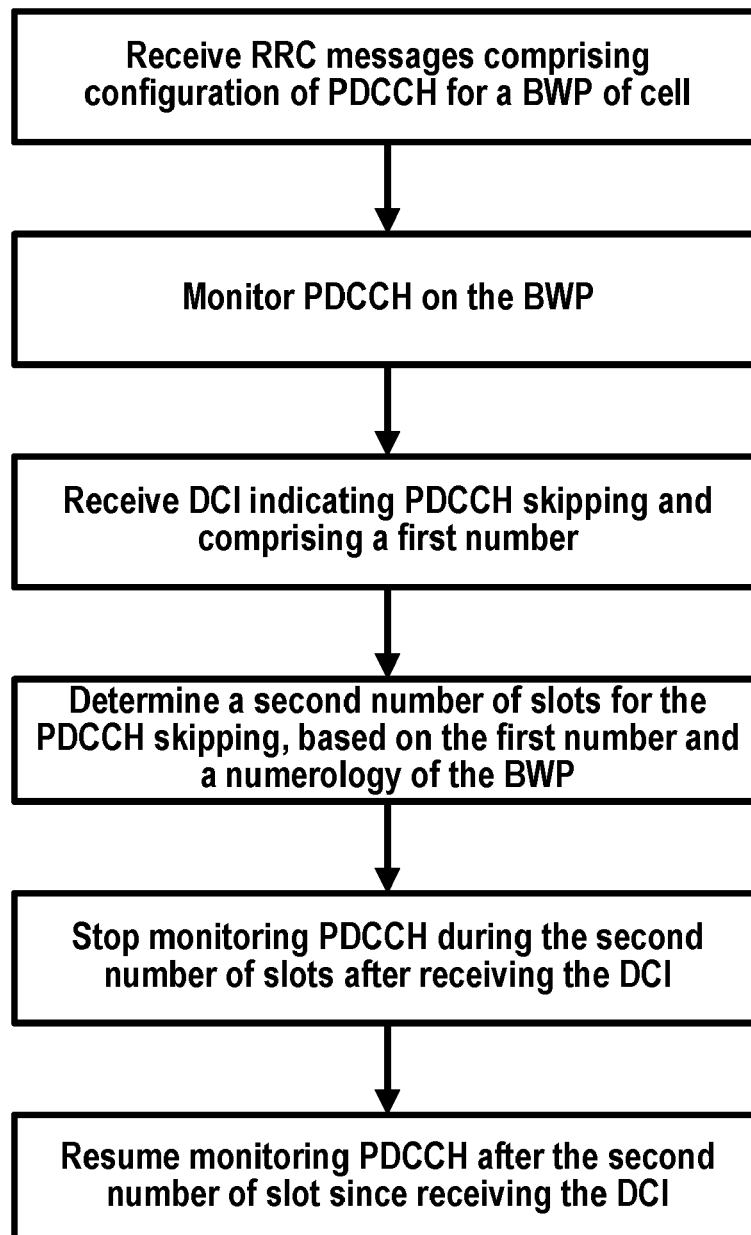 Receive RRC messages comprising
configuration of PDCCH for a BWP of cell
Monitor PDCCH on the BWP
Receive DCI indicating PDCCH skipping and
comprising a first number
Determine a second number of slots for the
PDCCH skipping, based on the first number and
a numerology of the BWP
Stop monitoring PDCCH during the second
number of slots after receiving the DCI
Resume monitoring PDCCH after the second
number of slot since receiving the DCI